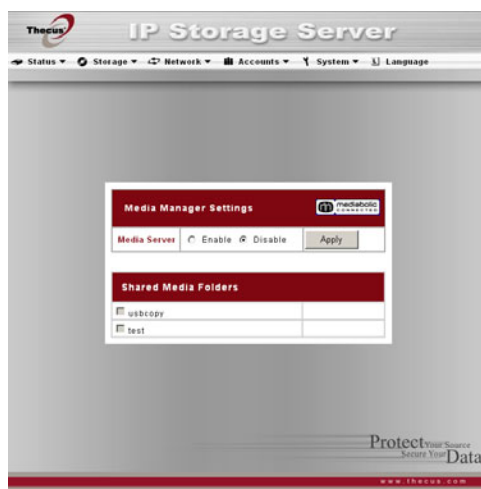 Thecus
IP Storage Server
Status Storage Network Accounts System Language
Media Manager Settings
mediabolic
CONNECTED
Media Server Enable Disable Apply
Shared Media Folders
usbcopy
test
Protect Your Source
Secure Your Data
www.thecus.com